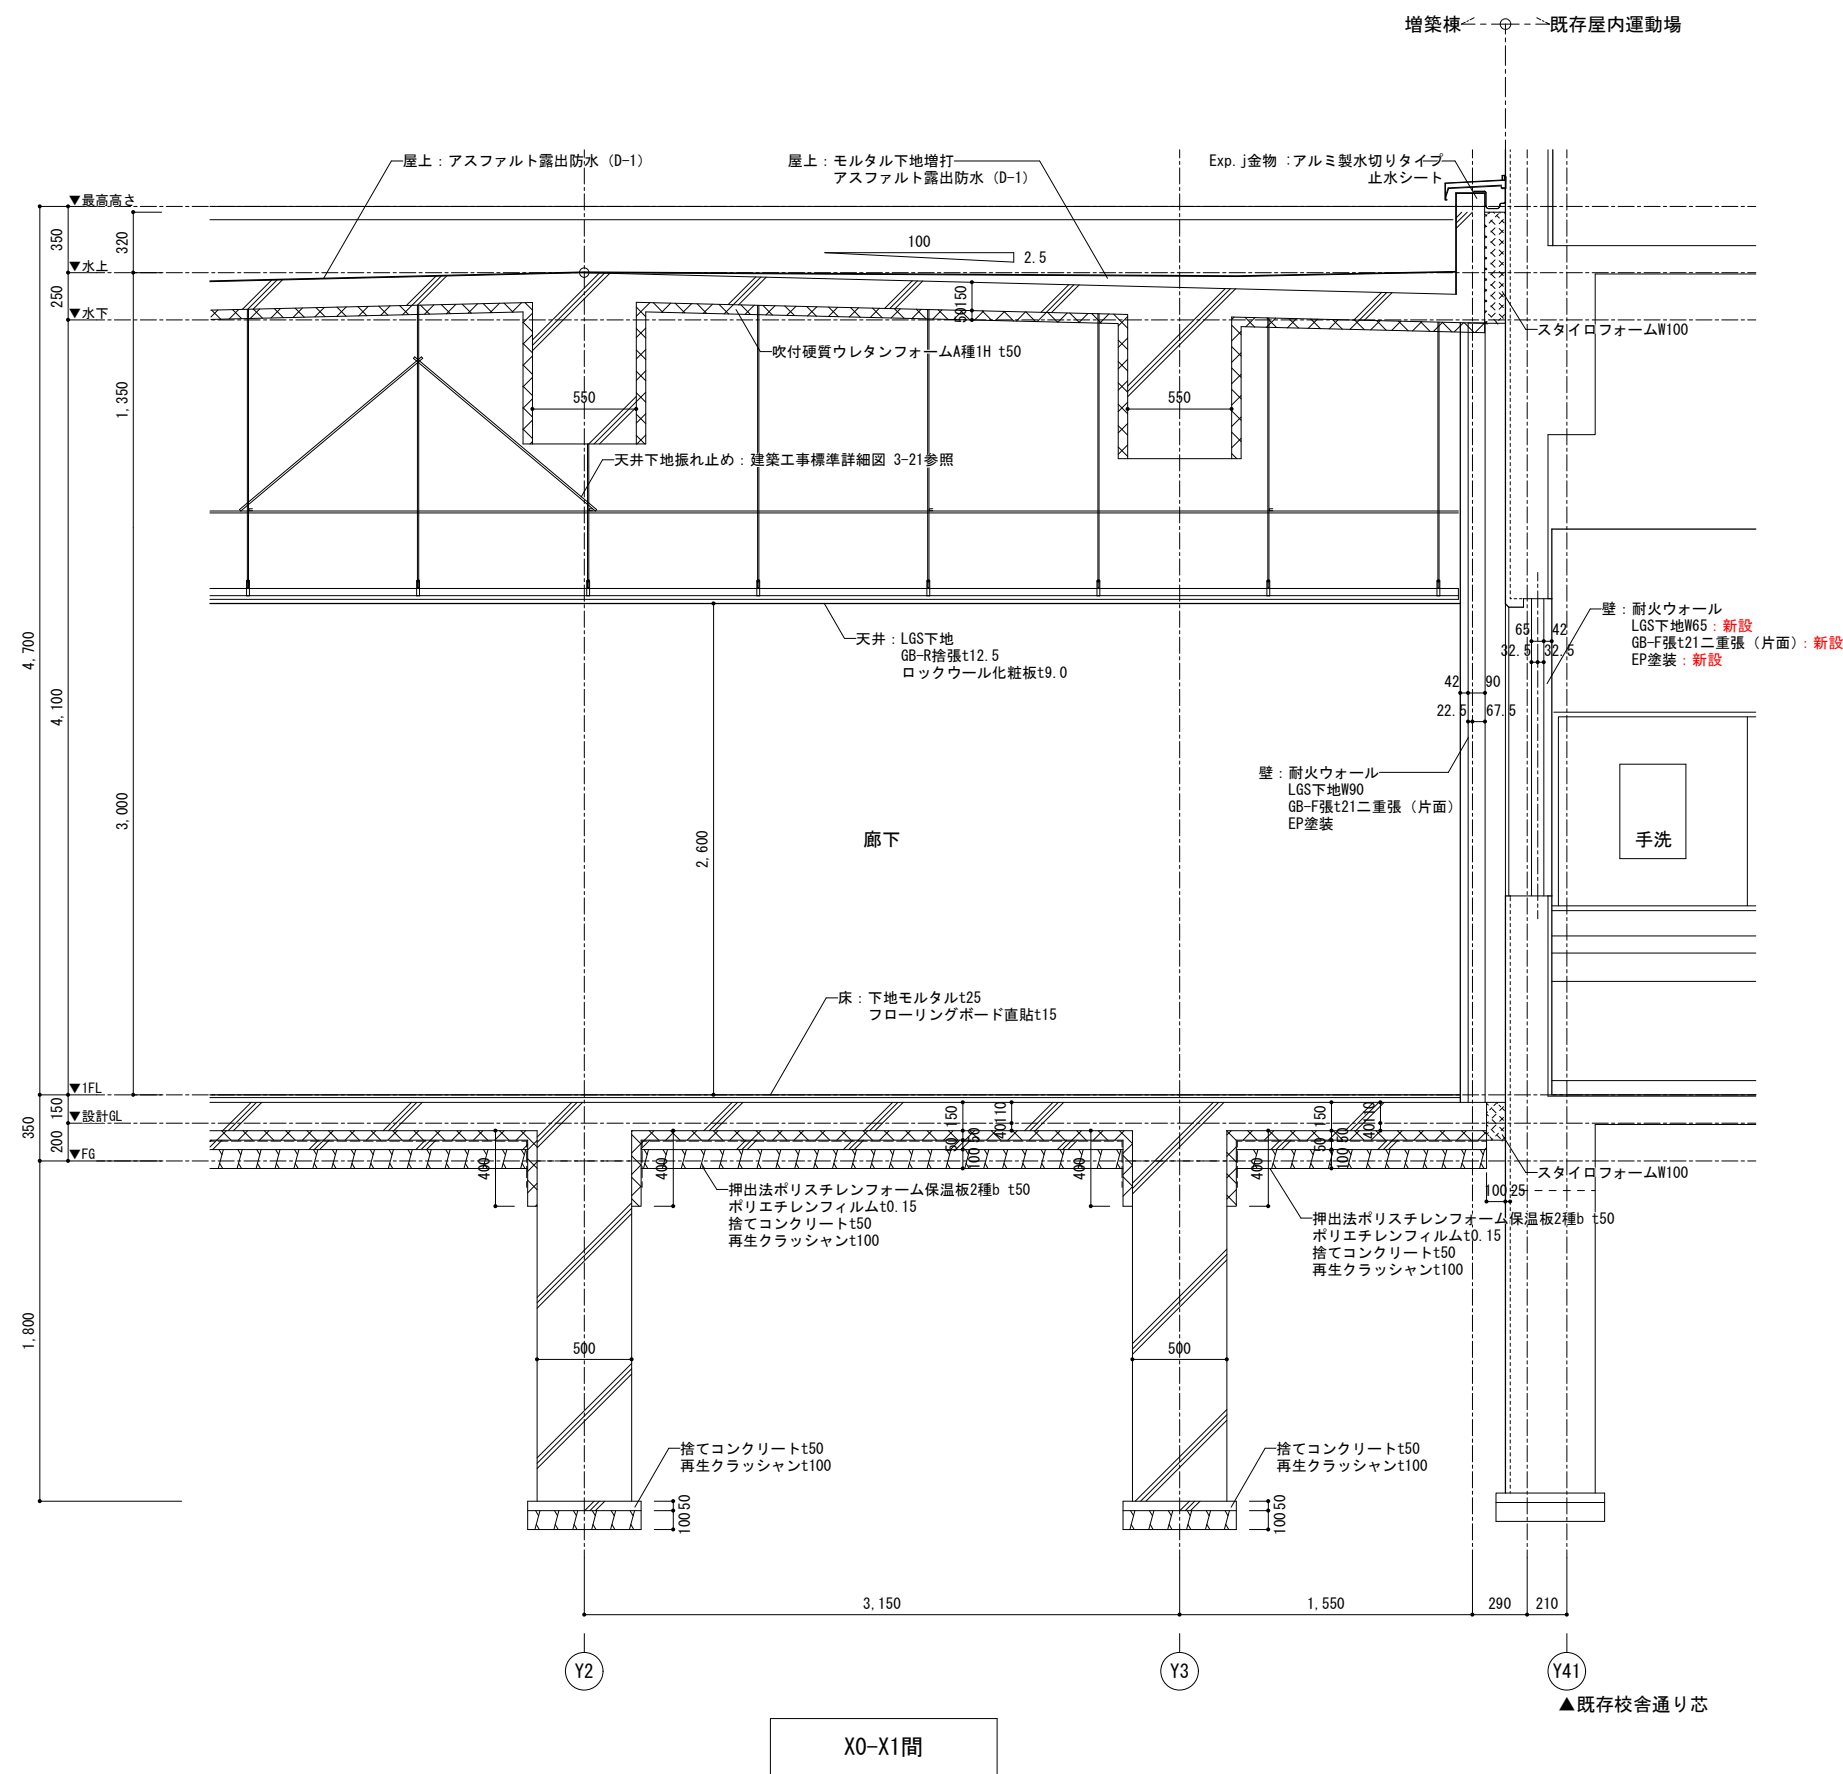 増築棟
既存屋内運動場
屋上：アスファルト露出防水（D-1）
屋上：モルタル下地増打
アスファルト露出防水（D-1）
Exp.j金物：アルミ製水切りタイプ
止水シート
▼最高高さ
350
320
▼水上
250
▼水下
100
2.5
150
50
スタイロフォームW100
吹付硬質ウレタンフォームA種1H t50
1,350
550
550
天井下地振れ止め：建築工事標準詳細図 3-21参照
4,700
4,100
3,000
天井：LGS下地
GB-R捨張t12.5
ロックウール化粧板t9.0
壁：耐火ウォール
LGS下地W65：新設
GB-F張t21二重張（片面）：新設
EP塗装：新設
65
42
32.5
32.5
42
90
22.5
67.5
壁：耐火ウォール
LGS下地W90
GB-F張t21二重張（片面）
EP塗装
2,600
廊下
手洗
床：下地モルタルt25
フローリングボード直貼t15
▼1FL
150
▼設計GL
350
200
▼FG
150
50
50
100
110
40
150
50
50
100
110
40
400
400
400
400
スタイロフォームW100
100
25
押出法ポリスチレンフォーム保温板2種b t50
ポリエチレンフィルムt0.15
捨てコンクリートt50
再生クラッシャンt100
押出法ポリスチレンフォーム保温板2種b t50
ポリエチレンフィルムt0.15
捨てコンクリートt50
再生クラッシャンt100
1,800
500
500
捨てコンクリートt50
再生クラッシャンt100
捨てコンクリートt50
再生クラッシャンt100
50
100
50
100
3,150
1,550
290
210
Y2
Y3
Y41
▲既存校舎通り芯
X0-X1間